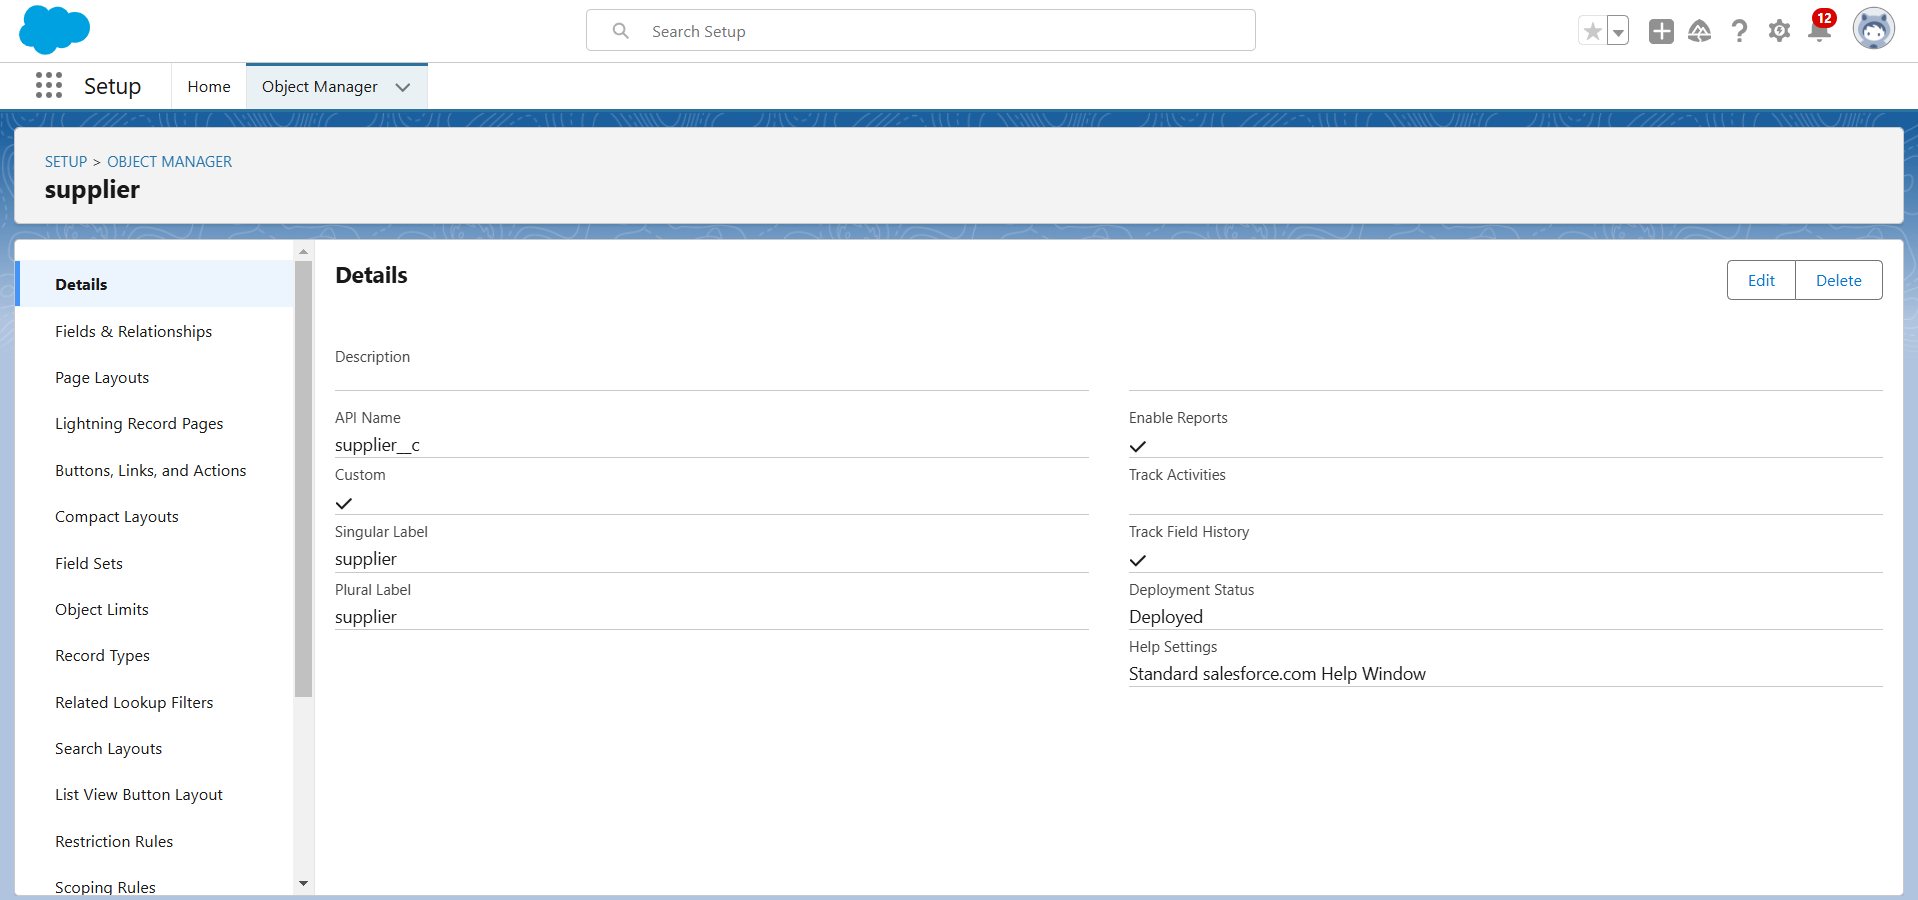 Search Setup
12
Setup
Home
Object Manager
SETUP > OBJECT MANAGER
supplier
Details
Fields & Relationships
Page Layouts
Lightning Record Pages
Buttons, Links, and Actions
Compact Layouts
Field Sets
Object Limits
Record Types
Related Lookup Filters
Search Layouts
List View Button Layout
Restriction Rules
Scoping Rules
Details
Edit
Delete
Description
API Name
supplier__c
Custom
Singular Label
supplier
Plural Label
supplier
Enable Reports
Track Activities
Track Field History
Deployment Status
Deployed
Help Settings
Standard salesforce.com Help Window